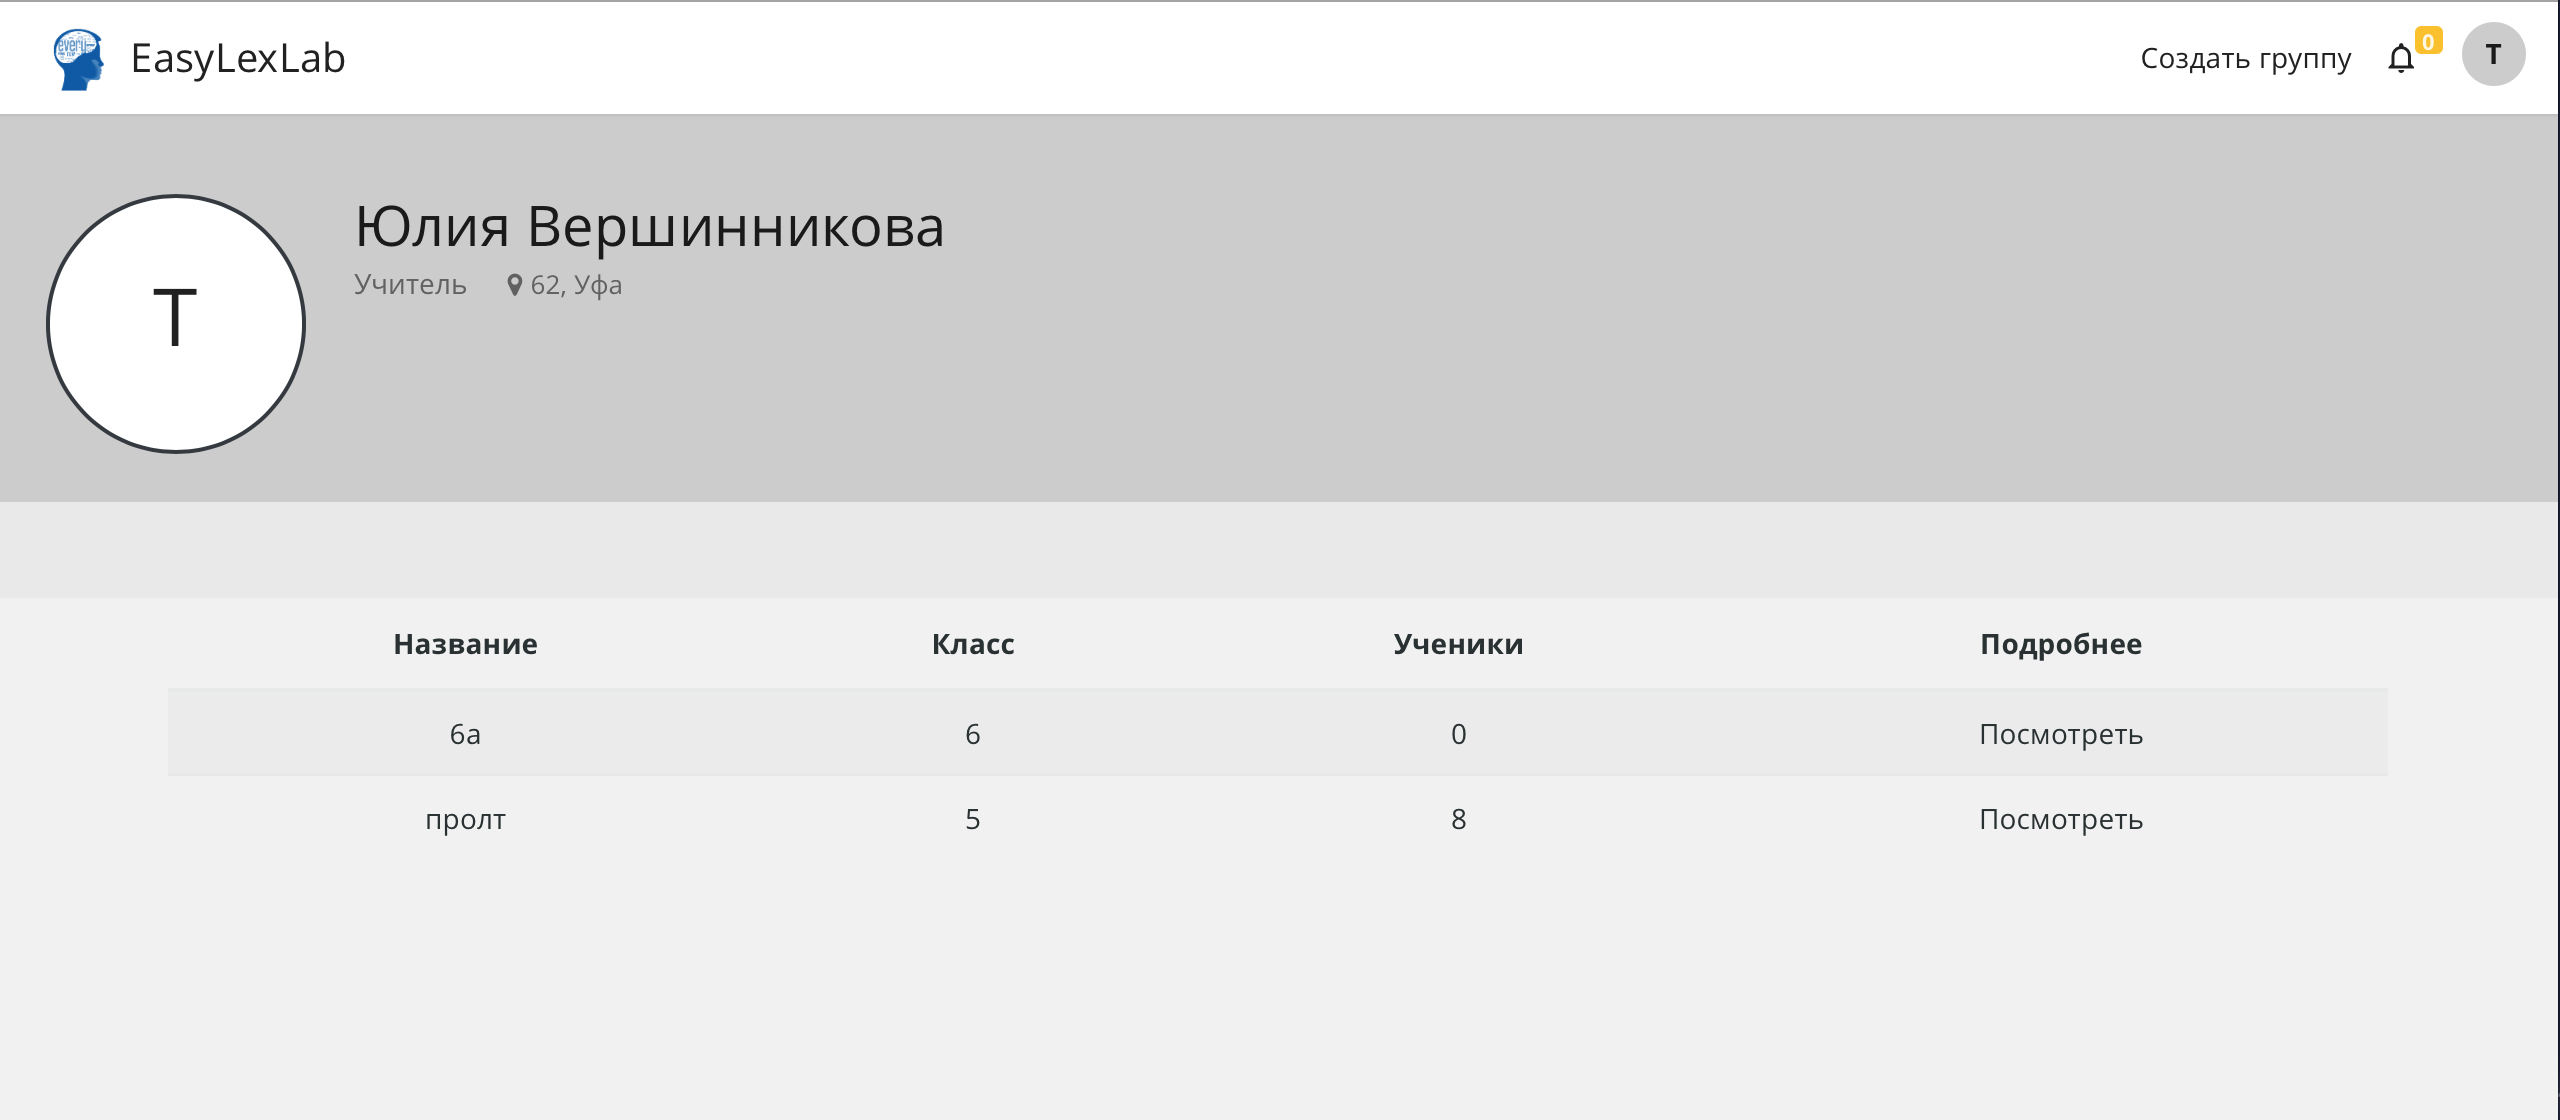 EasyLexLab
Создать группу
0
T
T
Юлия Вершинникова
Учитель 62, Уфа
Название Класс Ученики Подробнее
6а 6 0 Посмотреть
пролт 5 8 Посмотреть